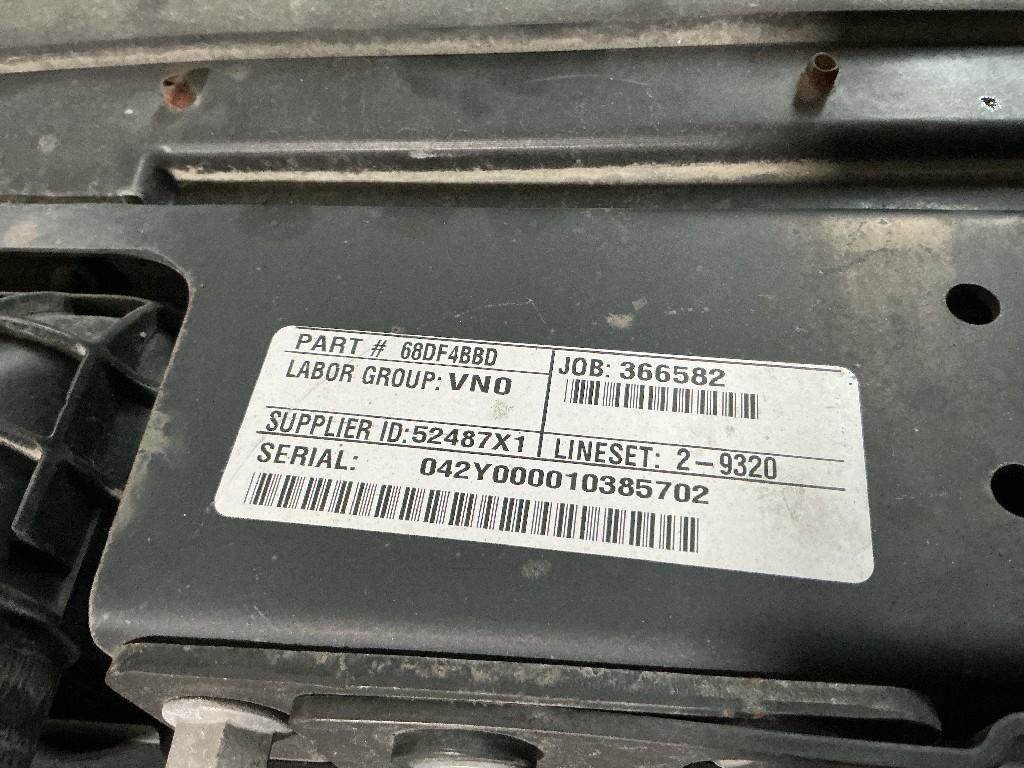 PART # 68DF4BBD
JOB: 366582
LABOR GROUP: VN0
SUPPLIER ID: 52487X1
LINESET: 2-9320
SERIAL: 042Y000010385702